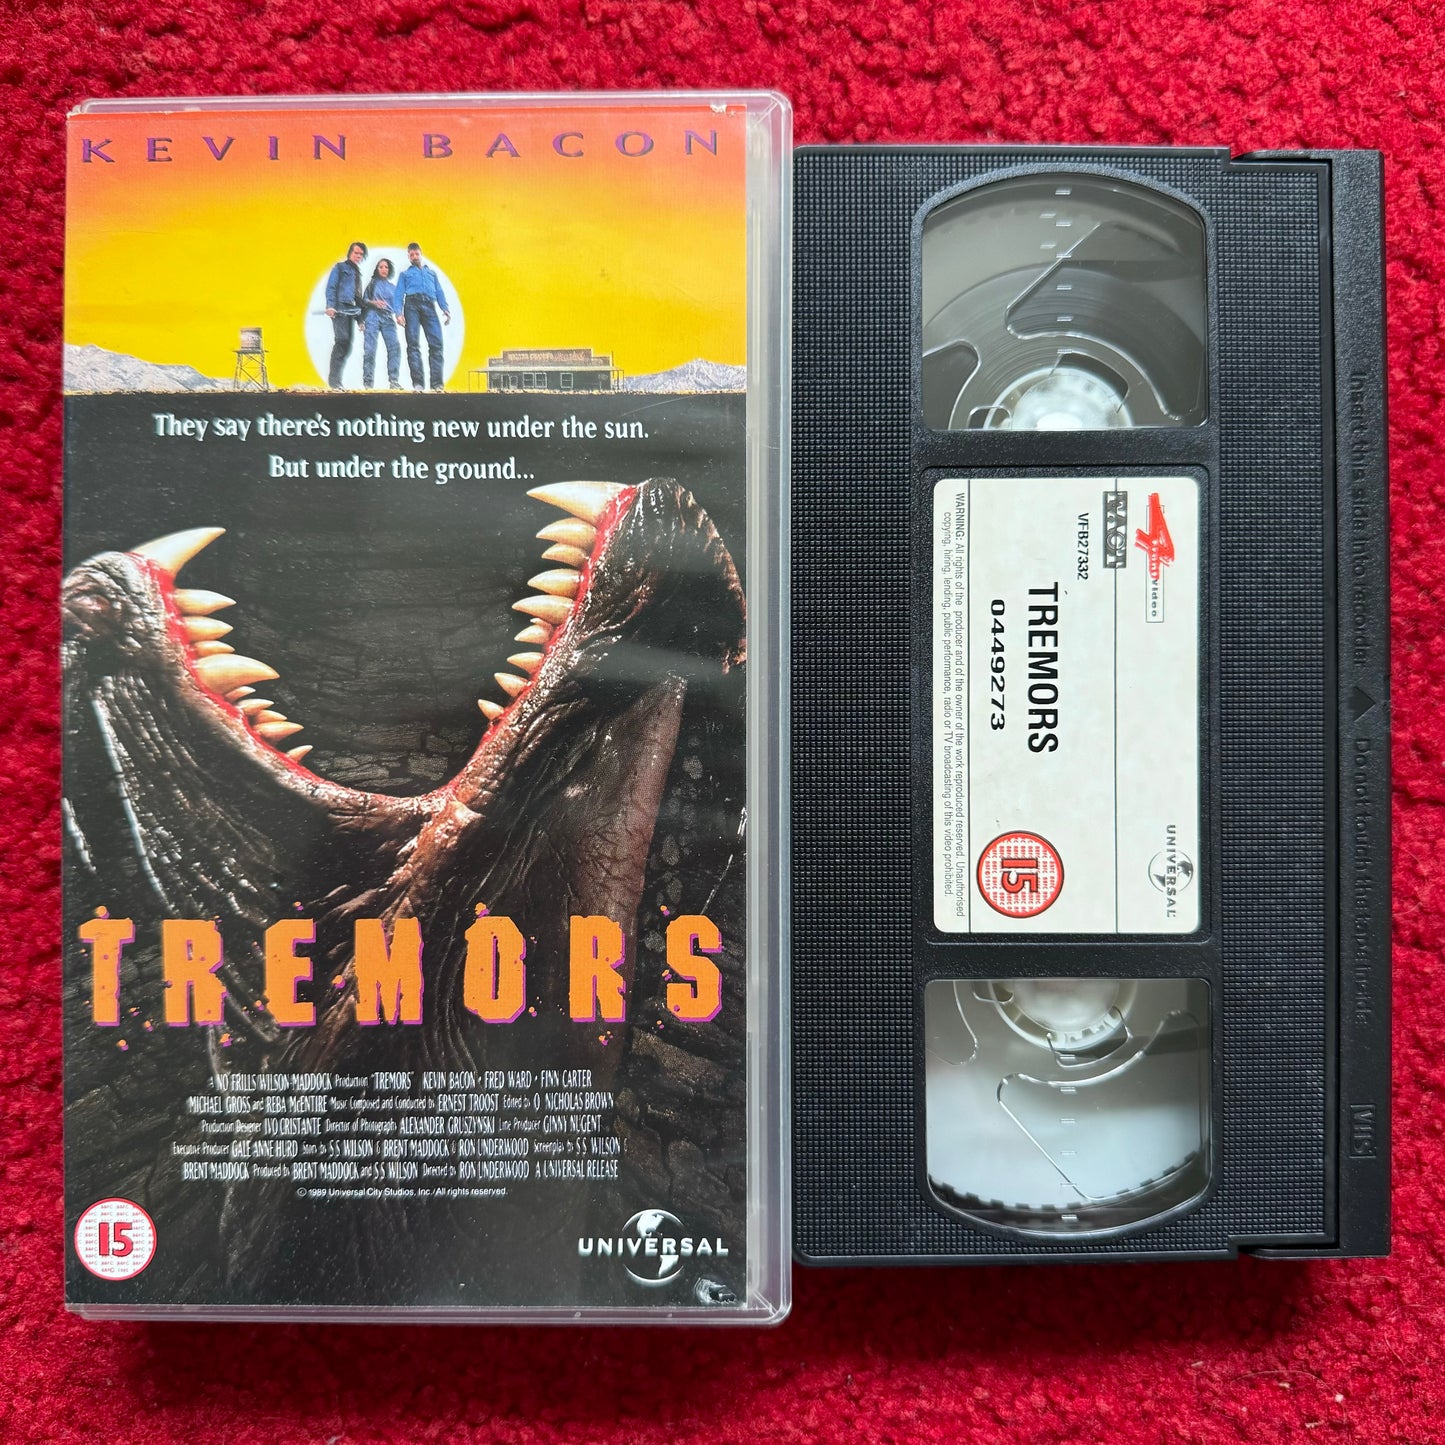 KEVIN BACON
They say there's nothing new under the sun.
But under the ground...
TREMORS
A NO FRILLS/WILSON-MADDOCK Production "TREMORS" KEVIN BACON · FRED WARD · FINN CARTER
MICHAEL GROSS and REBA McENTIRE Music Composed and Conducted by ERNEST TROOST Edited by O. NICHOLAS BROWN
Production Designer IVO CRISTANTE Director of Photography ALEXANDER GRUSZYNSKI Line Producer GINNY NUGENT
Executive Producer GALE ANNE HURD Story by S S WILSON & BRENT MADDOCK & RON UNDERWOOD Screenplay by S S WILSON &
BRENT MADDOCK Produced by BRENT MADDOCK and S S WILSON Directed by RON UNDERWOOD A UNIVERSAL RELEASE
© 1989 Universal City Studios, Inc./All rights reserved.
15
UNIVERSAL
4 Front Video
FACT
VFB27332
TREMORS
0449273
WARNING: All rights of the producer and of the owner of the work reproduced reserved. Unauthorised
copying, hiring, lending, public performance, radio or TV broadcasting of this video prohibited.
15
UNIVERSAL
Insert this side into recorder
Do not touch the tape inside
VHS